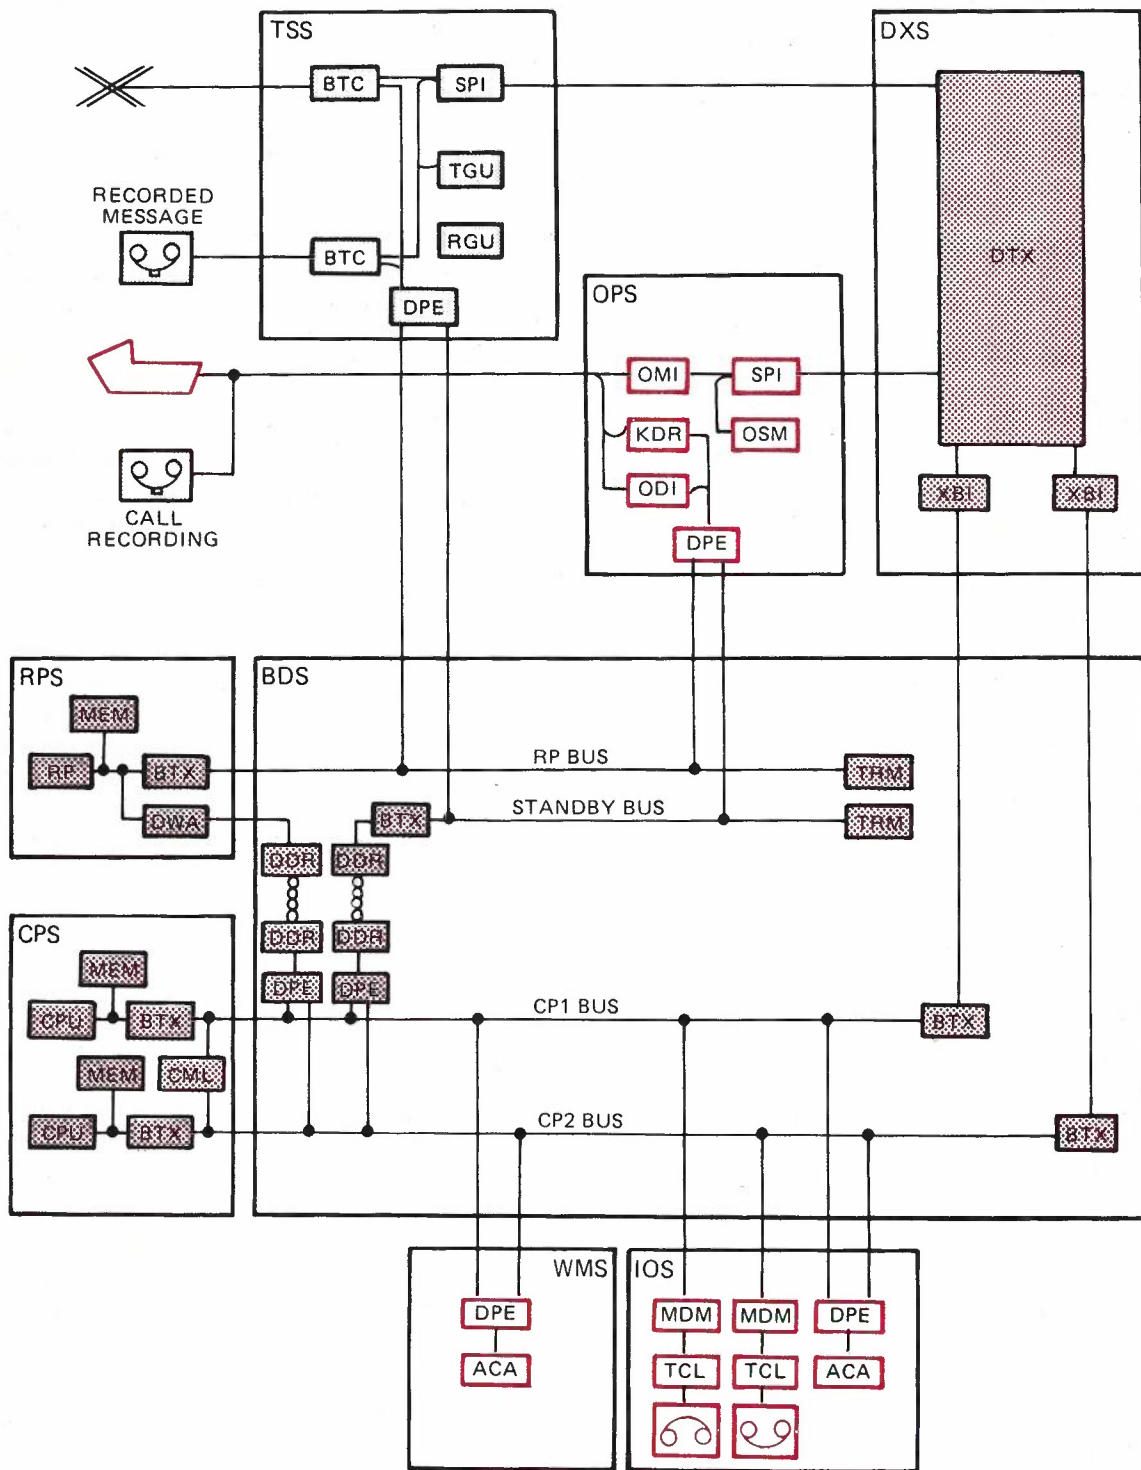 TSS
BTC
SPI
TGU
RGU
BTC
DPE
RECORDED
MESSAGE
CALL
RECORDING
OPS
OMI
SPI
KDR
OSM
ODI
DPE
DXS
DTX
XBI
XBI
RPS
MEM
RP
BTX
DWA
BDS
RP BUS
TRM
STANDBY BUS
TRM
BTX
DDR
DDR
DDR
DDR
DPE
DPE
CPS
MEM
CPU
BTX
MEM
CML
CPU
BTX
CP1 BUS
BTX
CP2 BUS
BTX
WMS
DPE
ACA
IOS
MDM
MDM
DPE
TCL
TCL
ACA